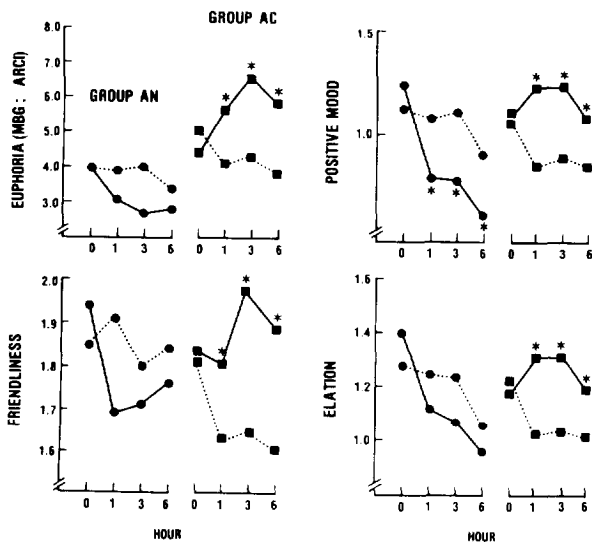 GROUP AC
GROUP AN
EUPHORIA (MBG; ARCI)
8.0
7.0
6.0
5.0
4.0
3.0
0 1 3 6
0 1 3 6
* * *
POSITIVE MOOD
1.5
1.0
0 1 3 6
0 1 3 6
* * *
* * *
FRIENDLINESS
2.0
1.9
1.8
1.7
1.6
0 1 3 6
0 1 3 6
* * *
HOUR
ELATION
1.6
1.4
1.2
1.0
0 1 3 6
0 1 3 6
* * *
HOUR